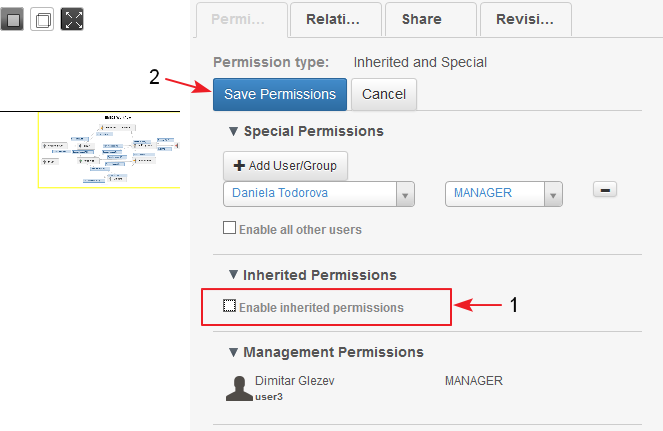 Permi... Relati... Share Revisi...
Permission type: Inherited and Special
2
Save Permissions Cancel
Special Permissions
Add User/Group
Daniela Todorova MANAGER
Enable all other users
Inherited Permissions
Enable inherited permissions 1
Management Permissions
Dimitar Glezev MANAGER
user3